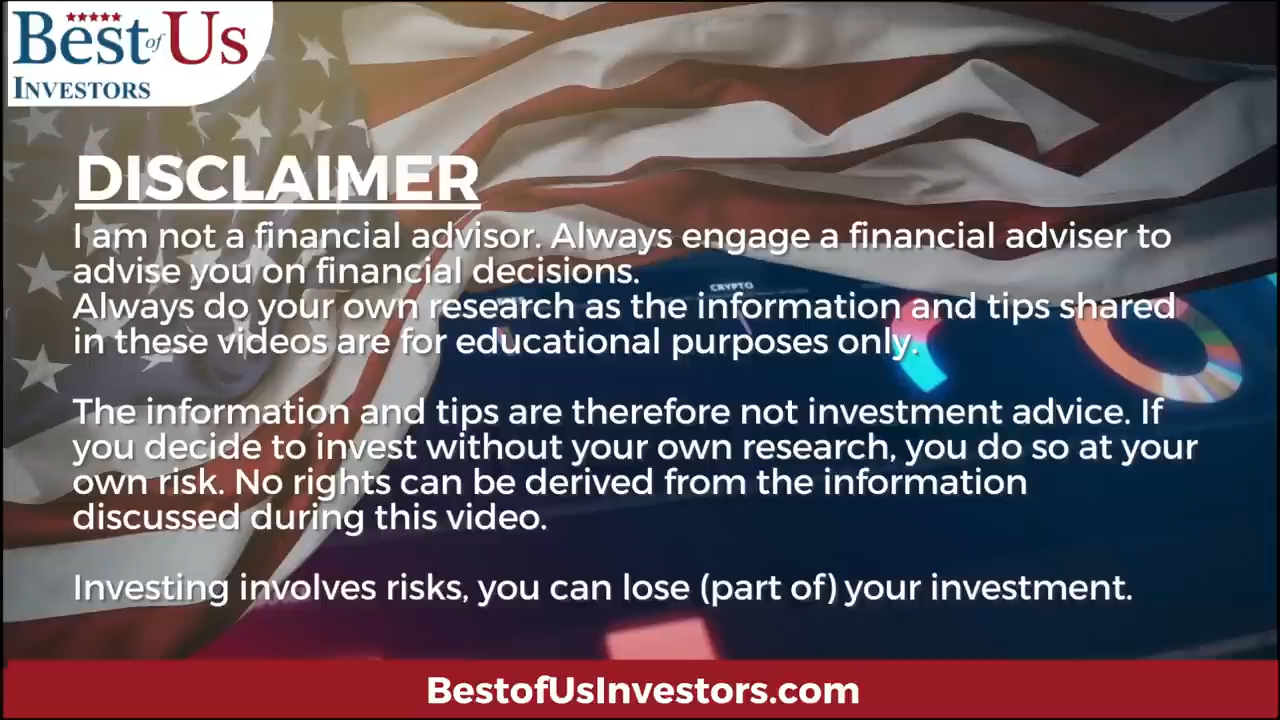 Best of Us
INVESTORS
DISCLAIMER
I am not a financial advisor. Always engage a financial adviser to
advise you on financial decisions.
CRYPTO
Always do your own research as the information and tips shared
in these videos are for educational purposes only.
The information and tips are therefore not investment advice. If
you decide to invest without your own research, you do so at your
own risk. No rights can be derived from the information
discussed during this video.
Investing involves risks, you can lose (part of) your investment.
BestofUsInvestors.com